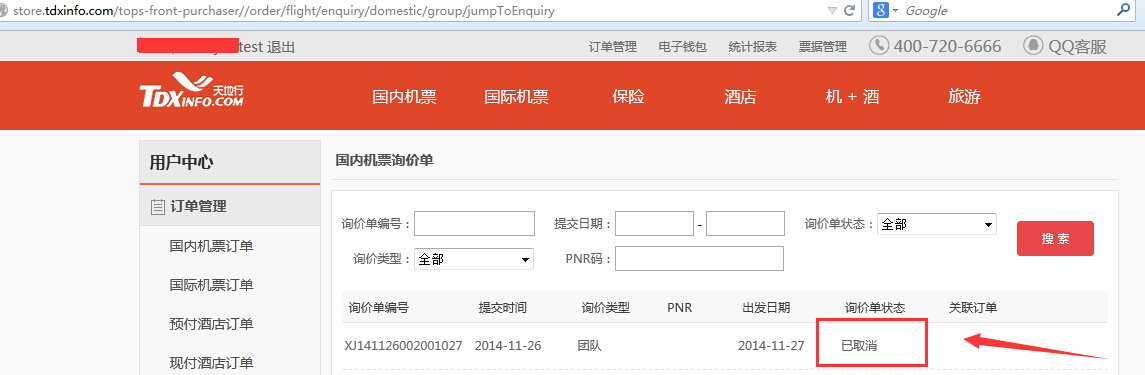 store.tdxinfo.com/tops-front-purchaser//order/flight/enquiry/domestic/group/jumpToEnquiry
Google
test 退出 订单管理 电子钱包 统计报表 票据管理 400-720-6666 QQ客服
TDXINFO.COM 天地行 国内机票 国际机票 保险 酒店 机 + 酒 旅游
用户中心
订单管理
国内机票订单
国际机票订单
预付酒店订单
现付酒店订单
国内机票询价单
询价单编号： 提交日期： - 询价单状态： 全部
询价类型： 全部 PNR码：
搜 索
询价单编号 提交时间 询价类型 PNR 出发日期 询价单状态 关联订单
XJ141126002001027 2014-11-26 团队 2014-11-27 已取消